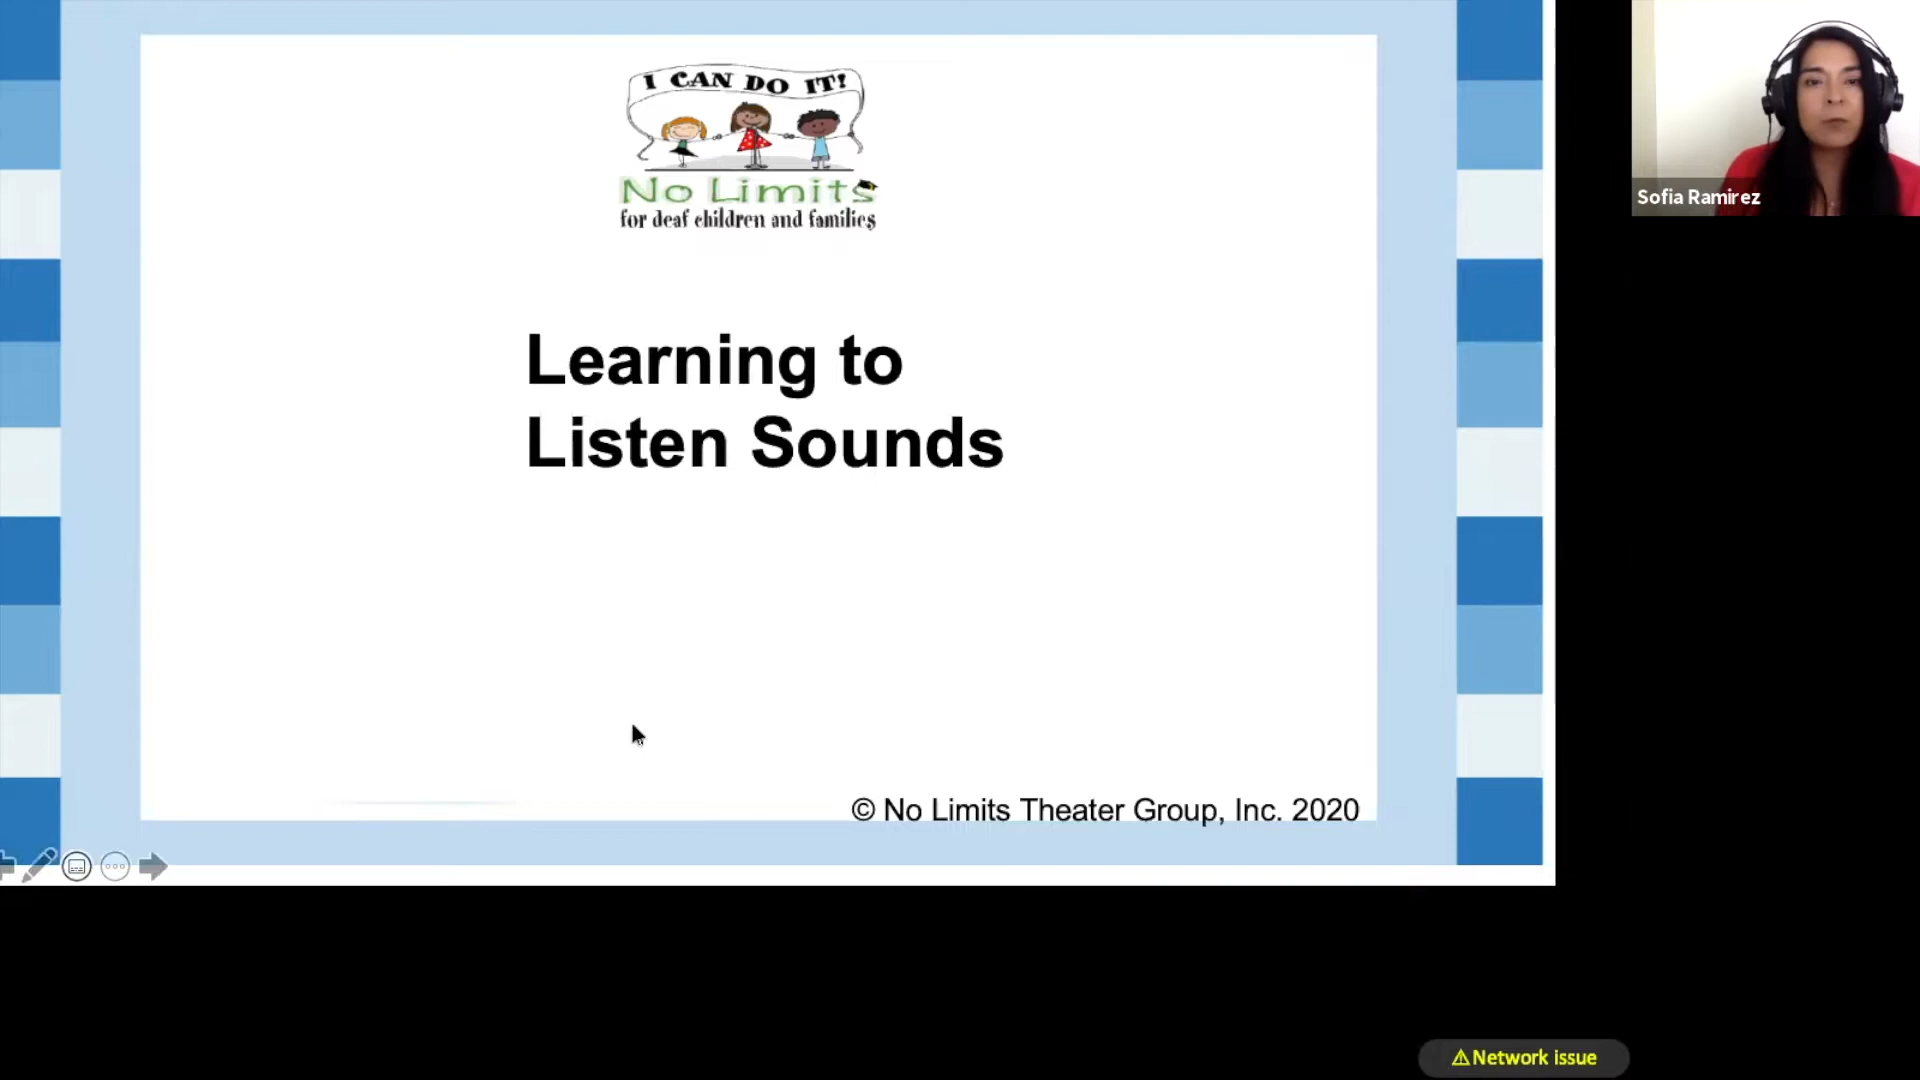 I CAN DO IT!
No Limits
for deaf children and families
Learning to
Listen Sounds
© No Limits Theater Group, Inc. 2020
Sofia Ramirez
Network issue